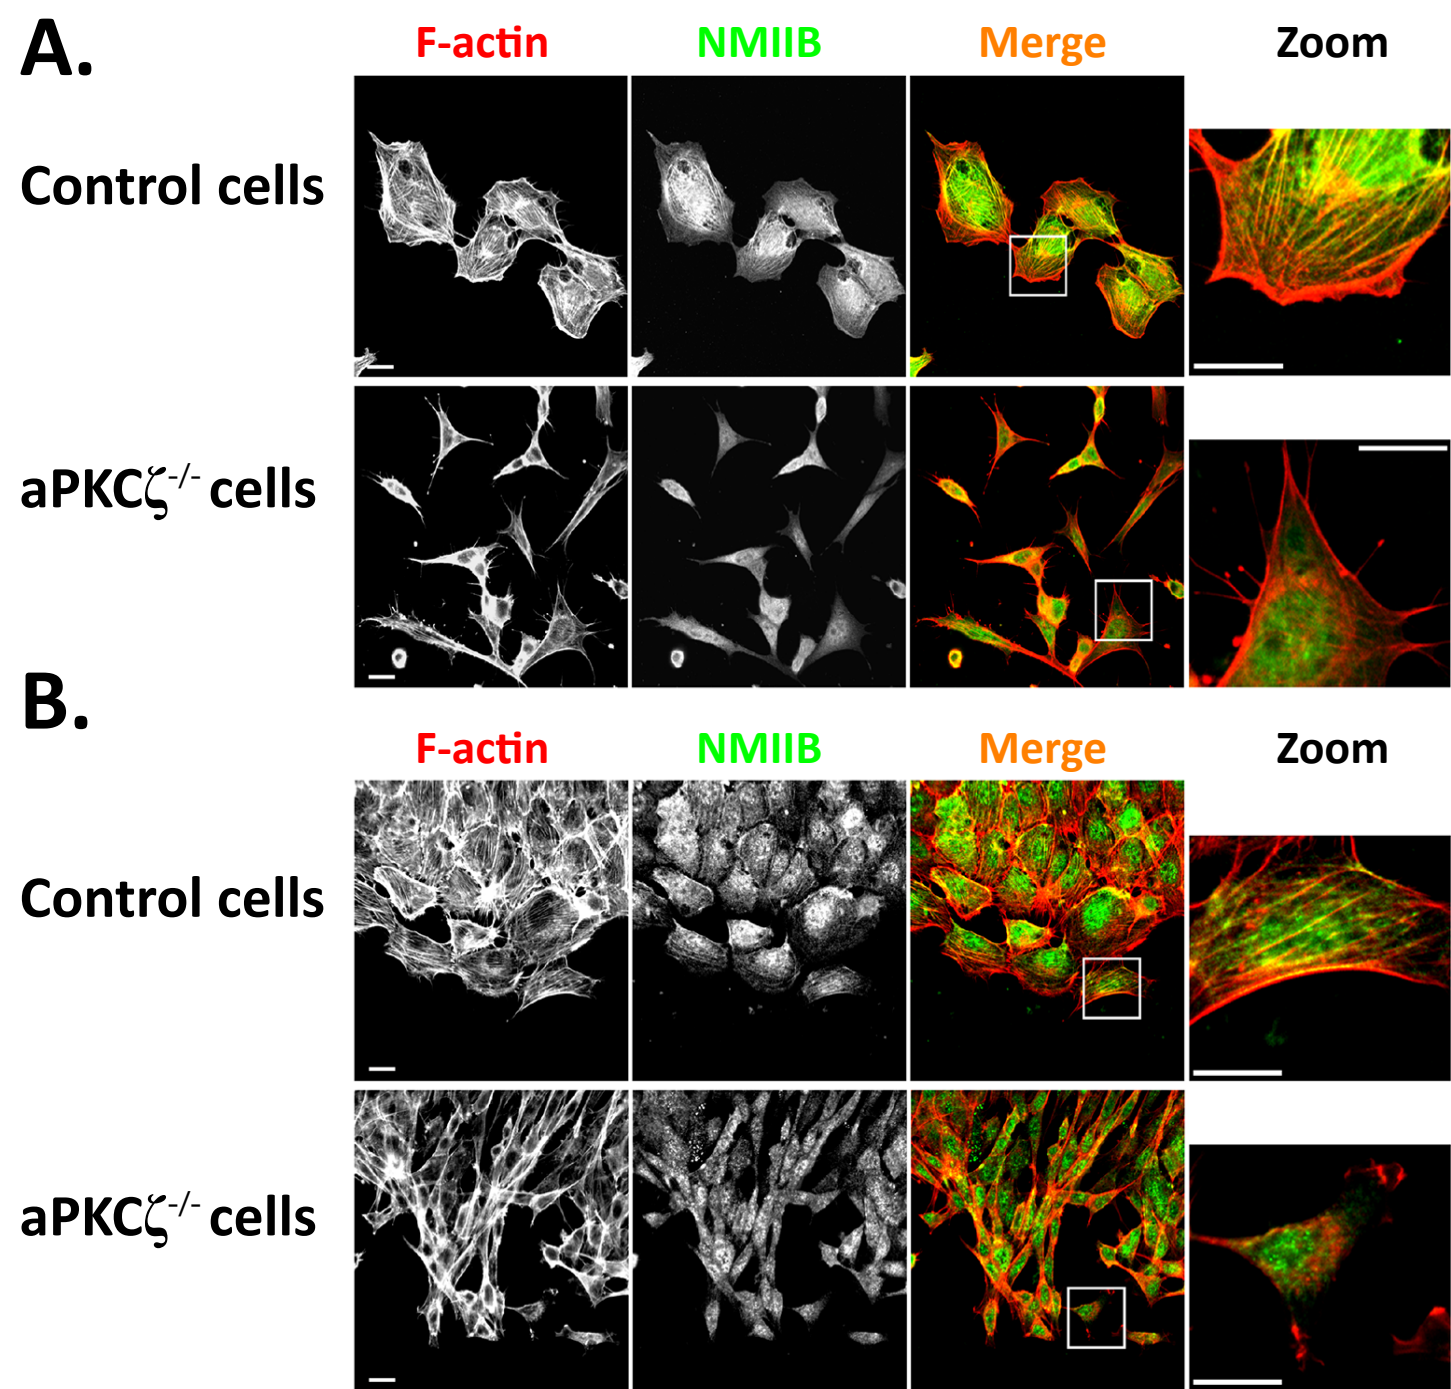 A.
F-actin NMIIB Merge Zoom
Control cells
aPKCζ-/- cells
B.
F-actin NMIIB Merge Zoom
Control cells
aPKCζ-/- cells